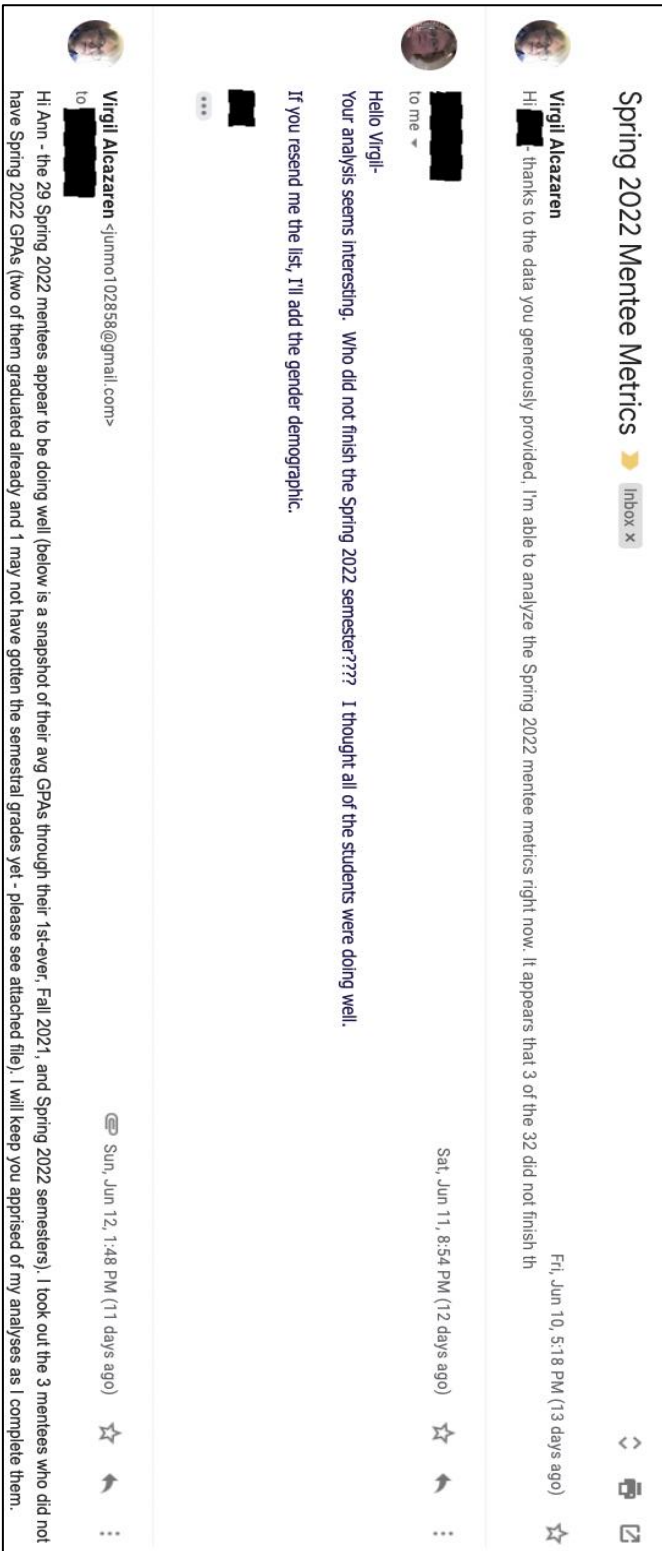 Spring 2022 Mentee Metrics Inbox x
Virgil Alcazaren Fri, Jun 10, 5:18 PM (13 days ago)
Hi - thanks to the data you generously provided, I'm able to analyze the Spring 2022 mentee metrics right now. It appears that 3 of the 32 did not finish th
Sat, Jun 11, 8:54 PM (12 days ago)
to me
Hello Virgil-
Your analysis seems interesting. Who did not finish the Spring 2022 semester???? I thought all of the students were doing well.
If you resend me the list, I'll add the gender demographic.
Virgil Alcazaren <junmo102858@gmail.com> Sun, Jun 12, 1:48 PM (11 days ago)
to
Hi Ann - the 29 Spring 2022 mentees appear to be doing well (below is a snapshot of their avg GPAs through their 1st-ever, Fall 2021, and Spring 2022 semesters). I took out the 3 mentees who did not
have Spring 2022 GPAs (two of them graduated already and 1 may not have gotten the semestral grades yet - please see attached file). I will keep you apprised of my analyses as I complete them.